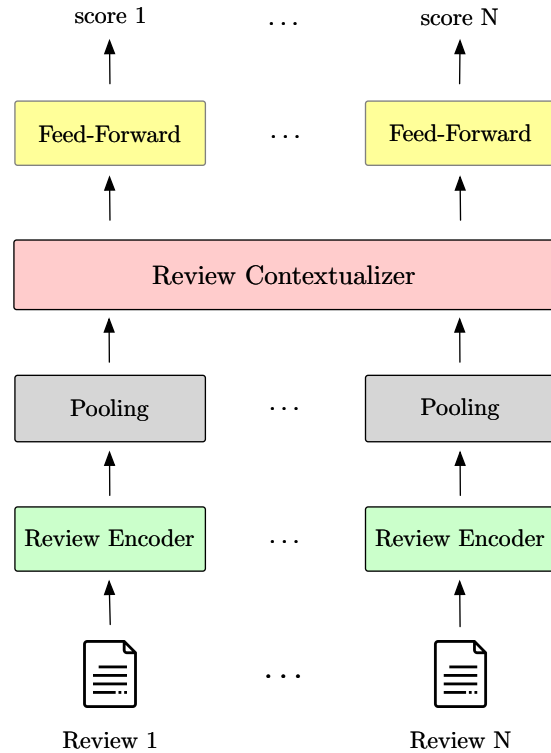 score 1 ... score N
Feed-Forward ... Feed-Forward
Review Contextualizer
Pooling ... Pooling
Review Encoder ... Review Encoder
...
Review 1 Review N